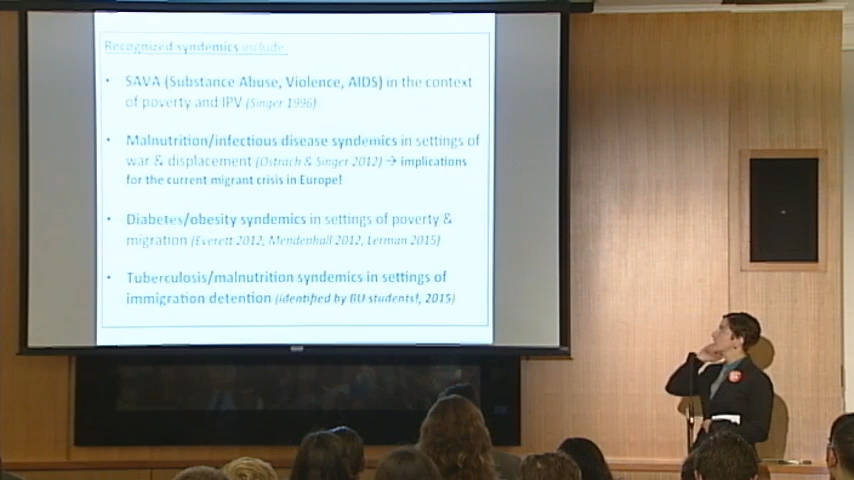 Recognized syndemics include:
• SAVA (Substance Abuse, Violence, AIDS) in the context
of poverty and IPV (Singer 1996)
• Malnutrition/infectious disease syndemics in settings of
war & displacement (Ostrach & Singer 2012) → implications
for the current migrant crisis in Europe!
• Diabetes/obesity syndemics in settings of poverty &
migration (Everett 2012, Mendenhall 2012, Lerman 2015)
• Tuberculosis/malnutrition syndemics in settings of
immigration detention (identified by BU students!, 2015)